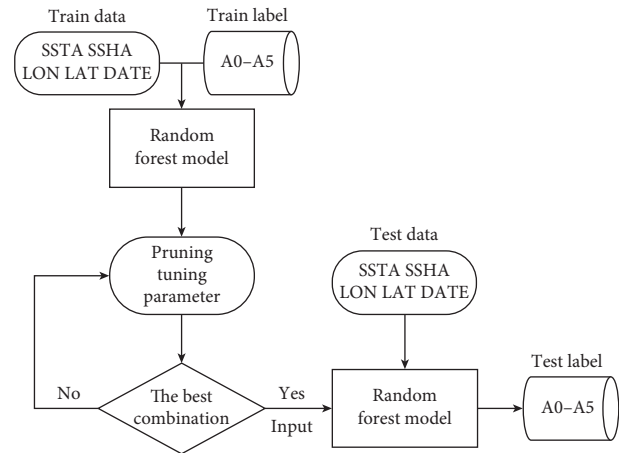 Train data
Train label
SSTA SSHA
LON LAT DATE
A0–A5
Random
forest model
Pruning
tuning
parameter
Test data
SSTA SSHA
LON LAT DATE
No
The best
combination
Yes
Input
Random
forest model
Test label
A0–A5